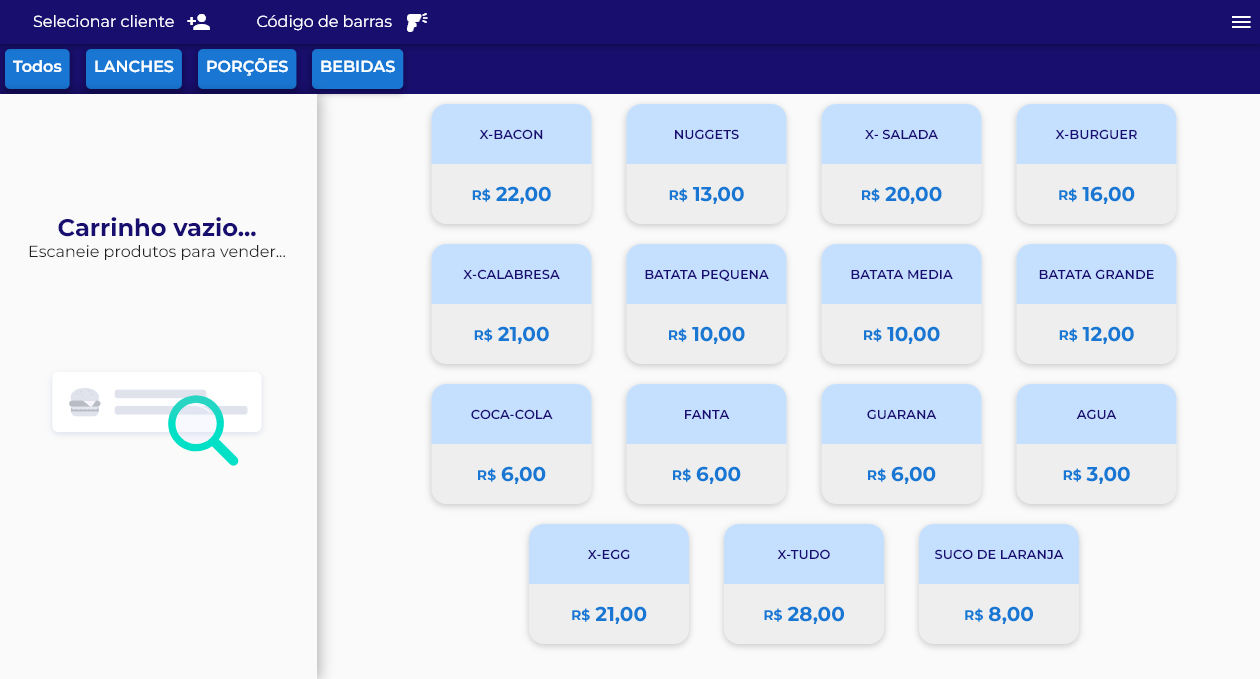 Selecionar cliente
Código de barras
Todos
LANCHES
PORÇÕES
BEBIDAS
Carrinho vazio...
Escaneie produtos para vender...
X-BACON
R$ 22,00
NUGGETS
R$ 13,00
X- SALADA
R$ 20,00
X-BURGUER
R$ 16,00
X-CALABRESA
R$ 21,00
BATATA PEQUENA
R$ 10,00
BATATA MEDIA
R$ 10,00
BATATA GRANDE
R$ 12,00
COCA-COLA
R$ 6,00
FANTA
R$ 6,00
GUARANA
R$ 6,00
AGUA
R$ 3,00
X-EGG
R$ 21,00
X-TUDO
R$ 28,00
SUCO DE LARANJA
R$ 8,00